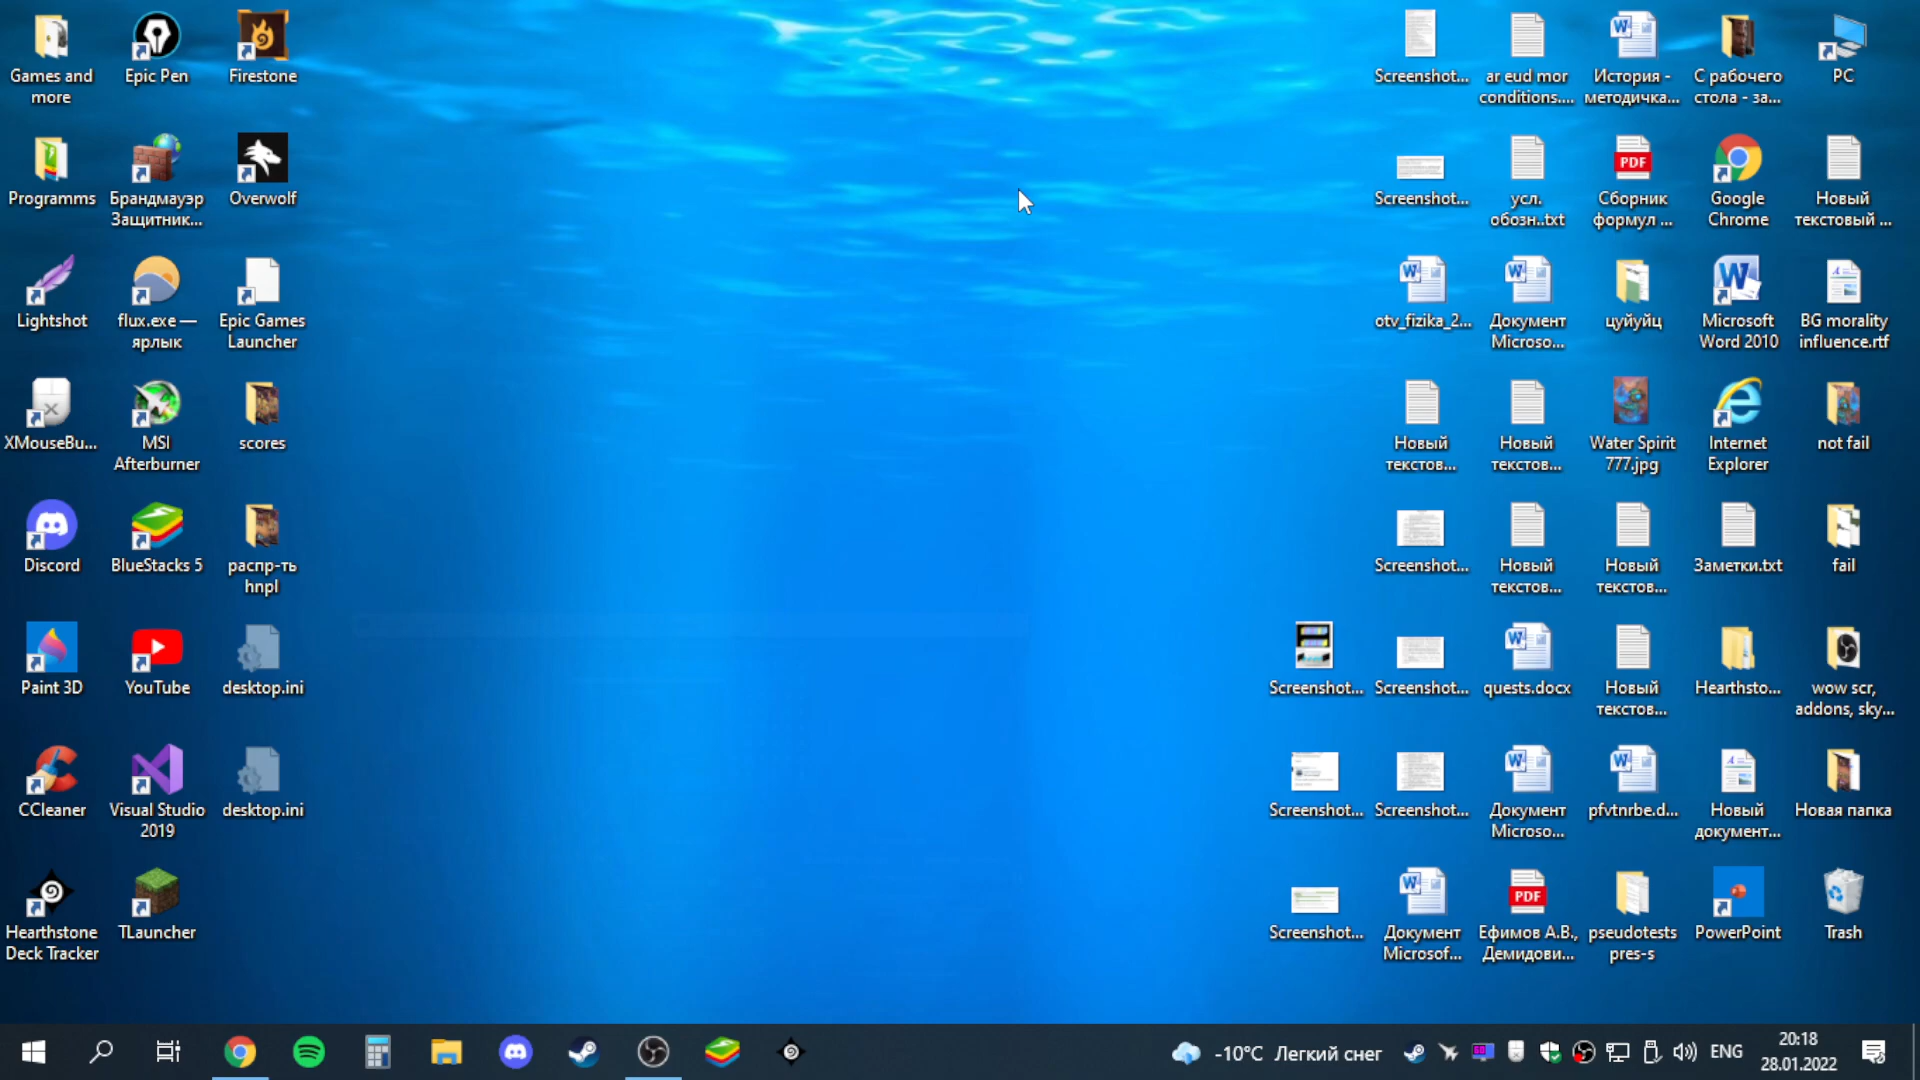 Games and
more
Epic Pen
Firestone
Screenshot...
ar eud mor
conditions....
История -
методичка...
С рабочего
стола - за...
PC
Programms
Брандмауэр
Защитник...
Overwolf
Screenshot...
усл.
обозн..txt
PDF
Сборник
формул ...
Google
Chrome
Новый
текстовый ...
Lightshot
flux.exe —
ярлык
Epic Games
Launcher
otv_fizika_2...
Документ
Microso...
цуйуйц
Microsoft
Word 2010
BG morality
influence.rtf
XMouseBu...
MSI
Afterburner
scores
Новый
текстов...
Новый
текстов...
Water Spirit
777.jpg
Internet
Explorer
not fail
Discord
BlueStacks 5
распр-ть
hnpl
Screenshot...
Новый
текстов...
Новый
текстов...
Заметки.txt
fail
Paint 3D
YouTube
desktop.ini
Screenshot...
Screenshot...
quests.docx
Новый
текстов...
Hearthsto...
wow scr,
addons, sky...
CCleaner
Visual Studio
2019
desktop.ini
Screenshot...
Screenshot...
Документ
Microso...
pfvtnrbe.d...
Новый
документ...
Новая папка
Hearthstone
Deck Tracker
TLauncher
Screenshot...
Документ
Microsof...
PDF
Ефимов А.В.,
Демидови...
pseudotests
pres-s
PowerPoint
Trash
-10°C Легкий снег
ENG
20:18
28.01.2022